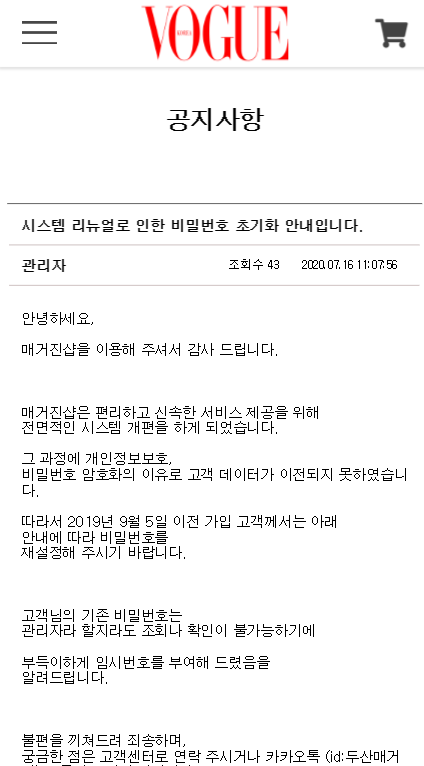 VOGUE
KOREA
공지사항
시스템 리뉴얼로 인한 비밀번호 초기화 안내입니다.
관리자 조회수 43 2020.07.16 11:07:56
안녕하세요,
매거진샵을 이용해 주셔서 감사 드립니다.
매거진샵은 편리하고 신속한 서비스 제공을 위해
전면적인 시스템 개편을 하게 되었습니다.
그 과정에 개인정보보호,
비밀번호 암호화의 이유로 고객 데이터가 이전되지 못하였습니
다.
따라서 2019년 9월 5일 이전 가입 고객께서는 아래
안내에 따라 비밀번호를
재설정해 주시기 바랍니다.
고객님의 기존 비밀번호는
관리자라 할지라도 조회나 확인이 불가능하기에
부득이하게 임시번호를 부여해 드렸음을
알려드립니다.
불편을 끼쳐드려 죄송하며,
궁금한 점은 고객센터로 연락 주시거나 카카오톡 (id:두산매거